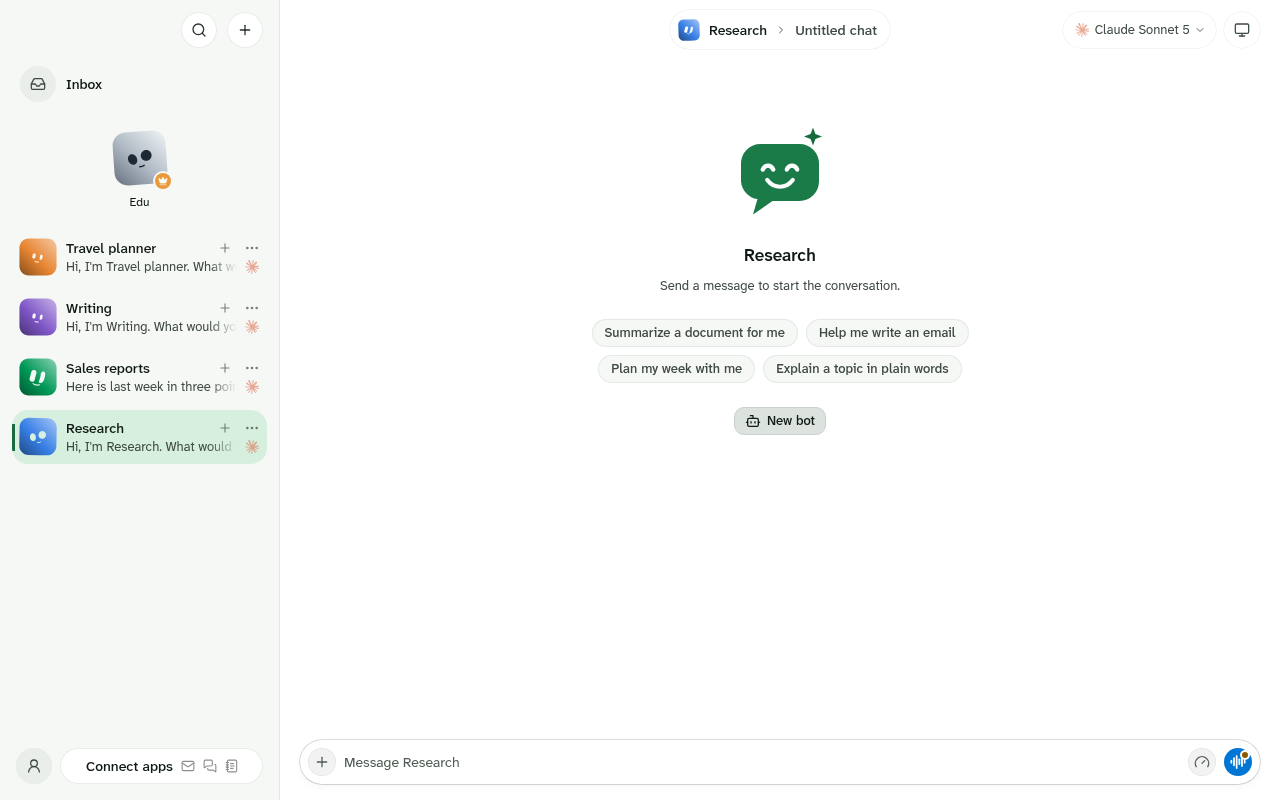 Inbox
Edu
Travel planner
Hi, I'm Travel planner. What w
Writing
Hi, I'm Writing. What would yo
Sales reports
Here is last week in three poin
Research
Hi, I'm Research. What would
Connect apps
Research
Untitled chat
Claude Sonnet 5
Research
Send a message to start the conversation.
Summarize a document for me
Help me write an email
Plan my week with me
Explain a topic in plain words
New bot
Message Research